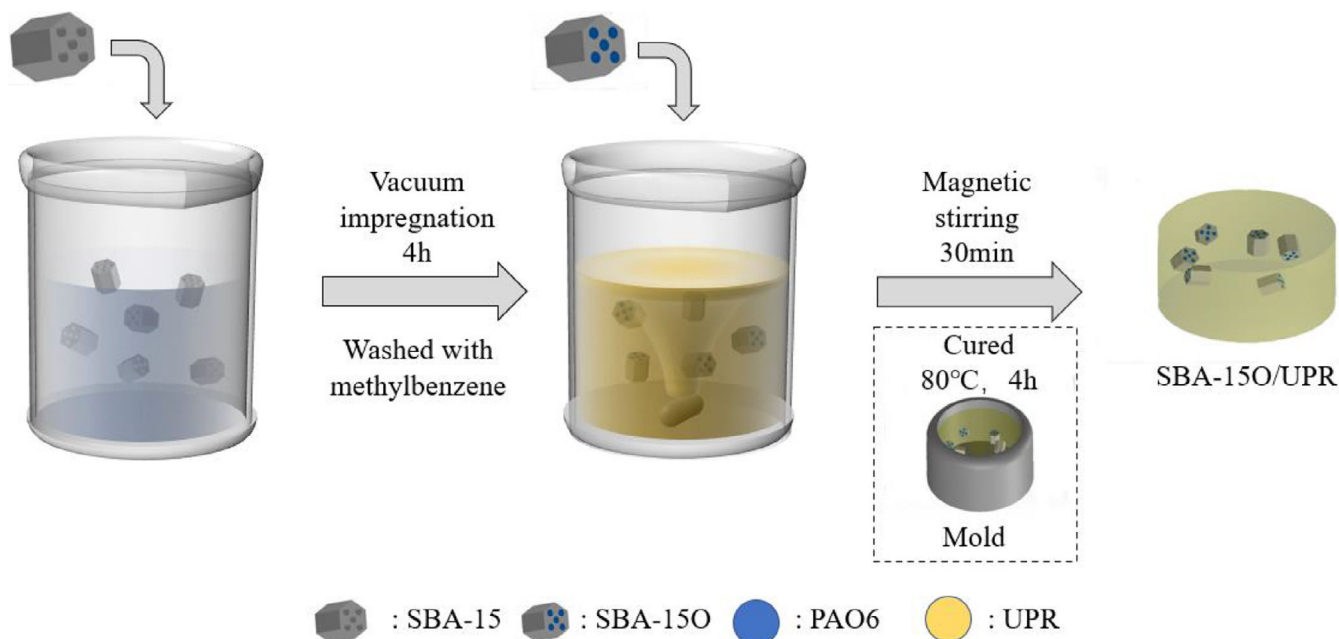 Vacuum
impregnation
4h
Washed with
methylbenzene
Magnetic
stirring
30min
Cured
80℃, 4h
Mold
SBA-15O/UPR
: SBA-15
: SBA-15O
: PAO6
: UPR